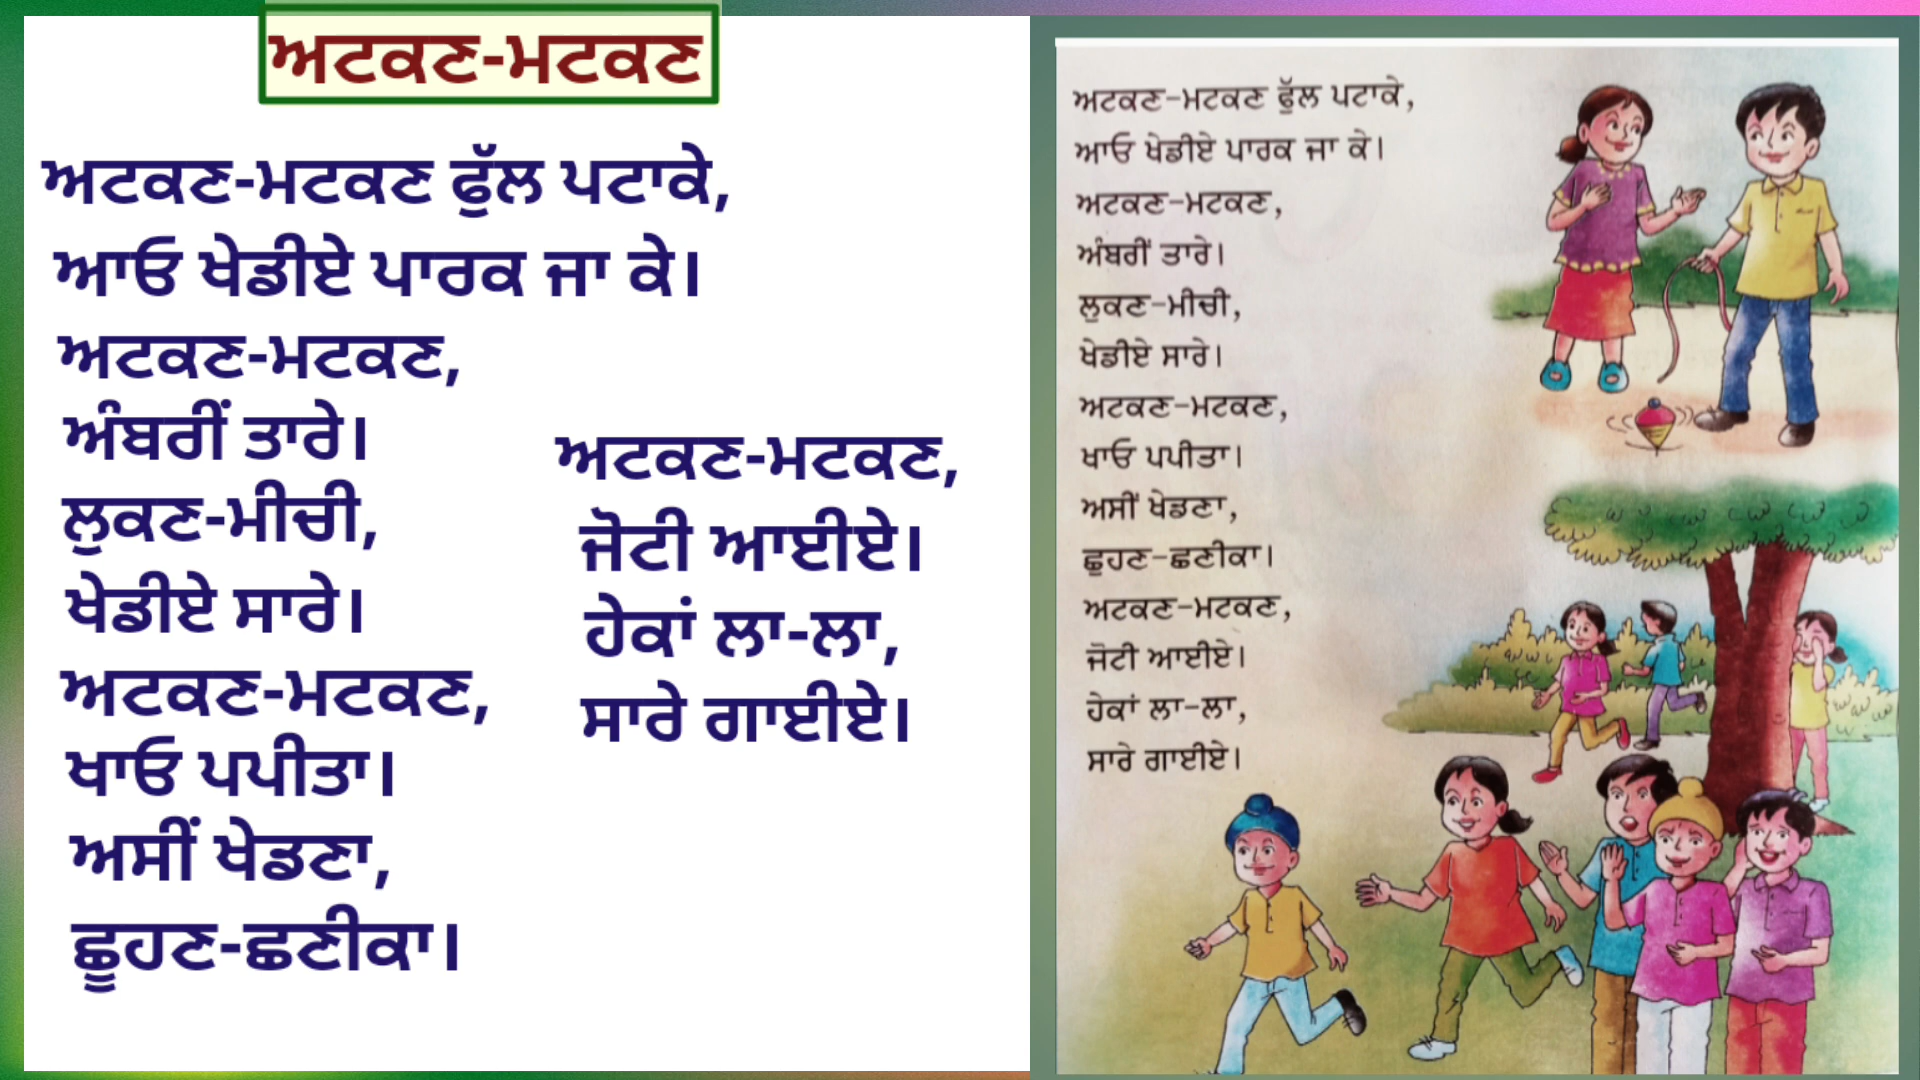 ਅਟਕਣ-ਮਟਕਣ
ਅਟਕਣ-ਮਟਕਣ ਫੁੱਲ ਪਟਾਕੇ,
ਆਓ ਖੇਡੀਏ ਪਾਰਕ ਜਾ ਕੇ।
ਅਟਕਣ-ਮਟਕਣ,
ਅੰਬਰੀਂ ਤਾਰੇ।
ਲੁਕਣ-ਮੀਚੀ,
ਖੇਡੀਏ ਸਾਰੇ।
ਅਟਕਣ-ਮਟਕਣ,
ਖਾਓ ਪਪੀਤਾ।
ਅਸੀਂ ਖੇਡਣਾ,
ਛੂਹਣ-ਛਣੀਕਾ।
ਅਟਕਣ-ਮਟਕਣ,
ਜੋਟੀ ਆਈਏ।
ਹੇਕਾਂ ਲਾ-ਲਾ,
ਸਾਰੇ ਗਾਈਏ।
ਅਟਕਣ-ਮਟਕਣ ਫੁੱਲ ਪਟਾਕੇ,
ਆਓ ਖੇਡੀਏ ਪਾਰਕ ਜਾ ਕੇ।
ਅਟਕਣ-ਮਟਕਣ,
ਅੰਬਰੀਂ ਤਾਰੇ।
ਲੁਕਣ-ਮੀਚੀ,
ਖੇਡੀਏ ਸਾਰੇ।
ਅਟਕਣ-ਮਟਕਣ,
ਖਾਓ ਪਪੀਤਾ।
ਅਸੀਂ ਖੇਡਣਾ,
ਛੂਹਣ-ਛਣੀਕਾ।
ਅਟਕਣ-ਮਟਕਣ,
ਜੋਟੀ ਆਈਏ।
ਹੇਕਾਂ ਲਾ-ਲਾ,
ਸਾਰੇ ਗਾਈਏ।